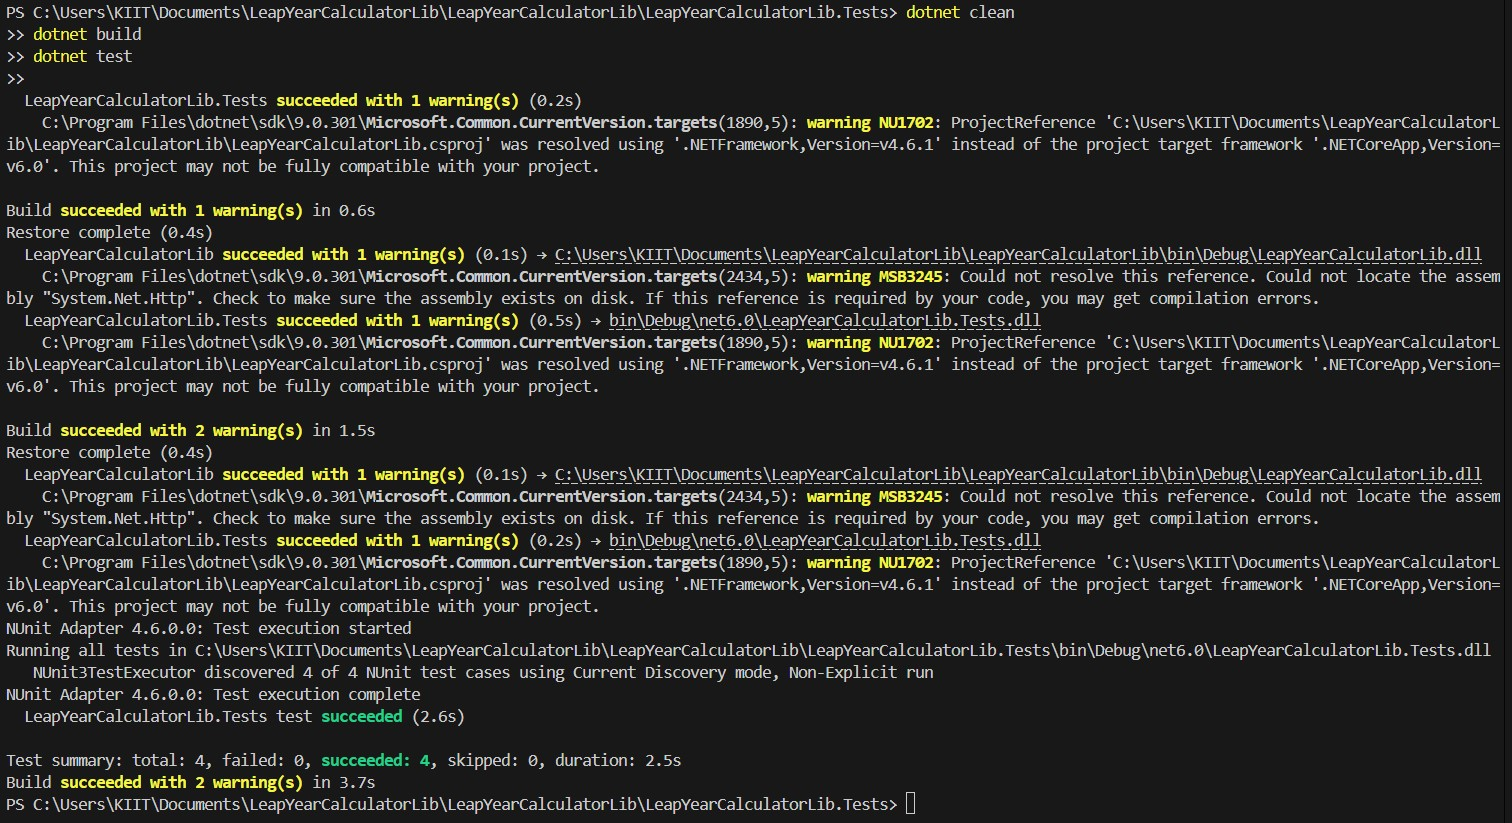 PS C:\Users\KIIT\Documents\LeapYearCalculatorLib\LeapYearCalculatorLib\LeapYearCalculatorLib.Tests> dotnet clean
>> dotnet build
>> dotnet test
>>
  LeapYearCalculatorLib.Tests succeeded with 1 warning(s) (0.2s)
    C:\Program Files\dotnet\sdk\9.0.301\Microsoft.Common.CurrentVersion.targets(1890,5): warning NU1702: ProjectReference 'C:\Users\KIIT\Documents\LeapYearCalculatorL
ib\LeapYearCalculatorLib\LeapYearCalculatorLib.csproj' was resolved using '.NETFramework,Version=v4.6.1' instead of the project target framework '.NETCoreApp,Version=
v6.0'. This project may not be fully compatible with your project.

Build succeeded with 1 warning(s) in 0.6s
Restore complete (0.4s)
  LeapYearCalculatorLib succeeded with 1 warning(s) (0.1s) → C:\Users\KIIT\Documents\LeapYearCalculatorLib\LeapYearCalculatorLib\bin\Debug\LeapYearCalculatorLib.dll
    C:\Program Files\dotnet\sdk\9.0.301\Microsoft.Common.CurrentVersion.targets(2434,5): warning MSB3245: Could not resolve this reference. Could not locate the assem
bly "System.Net.Http". Check to make sure the assembly exists on disk. If this reference is required by your code, you may get compilation errors.
  LeapYearCalculatorLib.Tests succeeded with 1 warning(s) (0.5s) → bin\Debug\net6.0\LeapYearCalculatorLib.Tests.dll
    C:\Program Files\dotnet\sdk\9.0.301\Microsoft.Common.CurrentVersion.targets(1890,5): warning NU1702: ProjectReference 'C:\Users\KIIT\Documents\LeapYearCalculatorL
ib\LeapYearCalculatorLib\LeapYearCalculatorLib.csproj' was resolved using '.NETFramework,Version=v4.6.1' instead of the project target framework '.NETCoreApp,Version=
v6.0'. This project may not be fully compatible with your project.

Build succeeded with 2 warning(s) in 1.5s
Restore complete (0.4s)
  LeapYearCalculatorLib succeeded with 1 warning(s) (0.1s) → C:\Users\KIIT\Documents\LeapYearCalculatorLib\LeapYearCalculatorLib\bin\Debug\LeapYearCalculatorLib.dll
    C:\Program Files\dotnet\sdk\9.0.301\Microsoft.Common.CurrentVersion.targets(2434,5): warning MSB3245: Could not resolve this reference. Could not locate the assem
bly "System.Net.Http". Check to make sure the assembly exists on disk. If this reference is required by your code, you may get compilation errors.
  LeapYearCalculatorLib.Tests succeeded with 1 warning(s) (0.2s) → bin\Debug\net6.0\LeapYearCalculatorLib.Tests.dll
    C:\Program Files\dotnet\sdk\9.0.301\Microsoft.Common.CurrentVersion.targets(1890,5): warning NU1702: ProjectReference 'C:\Users\KIIT\Documents\LeapYearCalculatorL
ib\LeapYearCalculatorLib\LeapYearCalculatorLib.csproj' was resolved using '.NETFramework,Version=v4.6.1' instead of the project target framework '.NETCoreApp,Version=
v6.0'. This project may not be fully compatible with your project.
NUnit Adapter 4.6.0.0: Test execution started
Running all tests in C:\Users\KIIT\Documents\LeapYearCalculatorLib\LeapYearCalculatorLib\LeapYearCalculatorLib.Tests\bin\Debug\net6.0\LeapYearCalculatorLib.Tests.dll
   NUnit3TestExecutor discovered 4 of 4 NUnit test cases using Current Discovery mode, Non-Explicit run
NUnit Adapter 4.6.0.0: Test execution complete
  LeapYearCalculatorLib.Tests test succeeded (2.6s)

Test summary: total: 4, failed: 0, succeeded: 4, skipped: 0, duration: 2.5s
Build succeeded with 2 warning(s) in 3.7s
PS C:\Users\KIIT\Documents\LeapYearCalculatorLib\LeapYearCalculatorLib\LeapYearCalculatorLib.Tests>